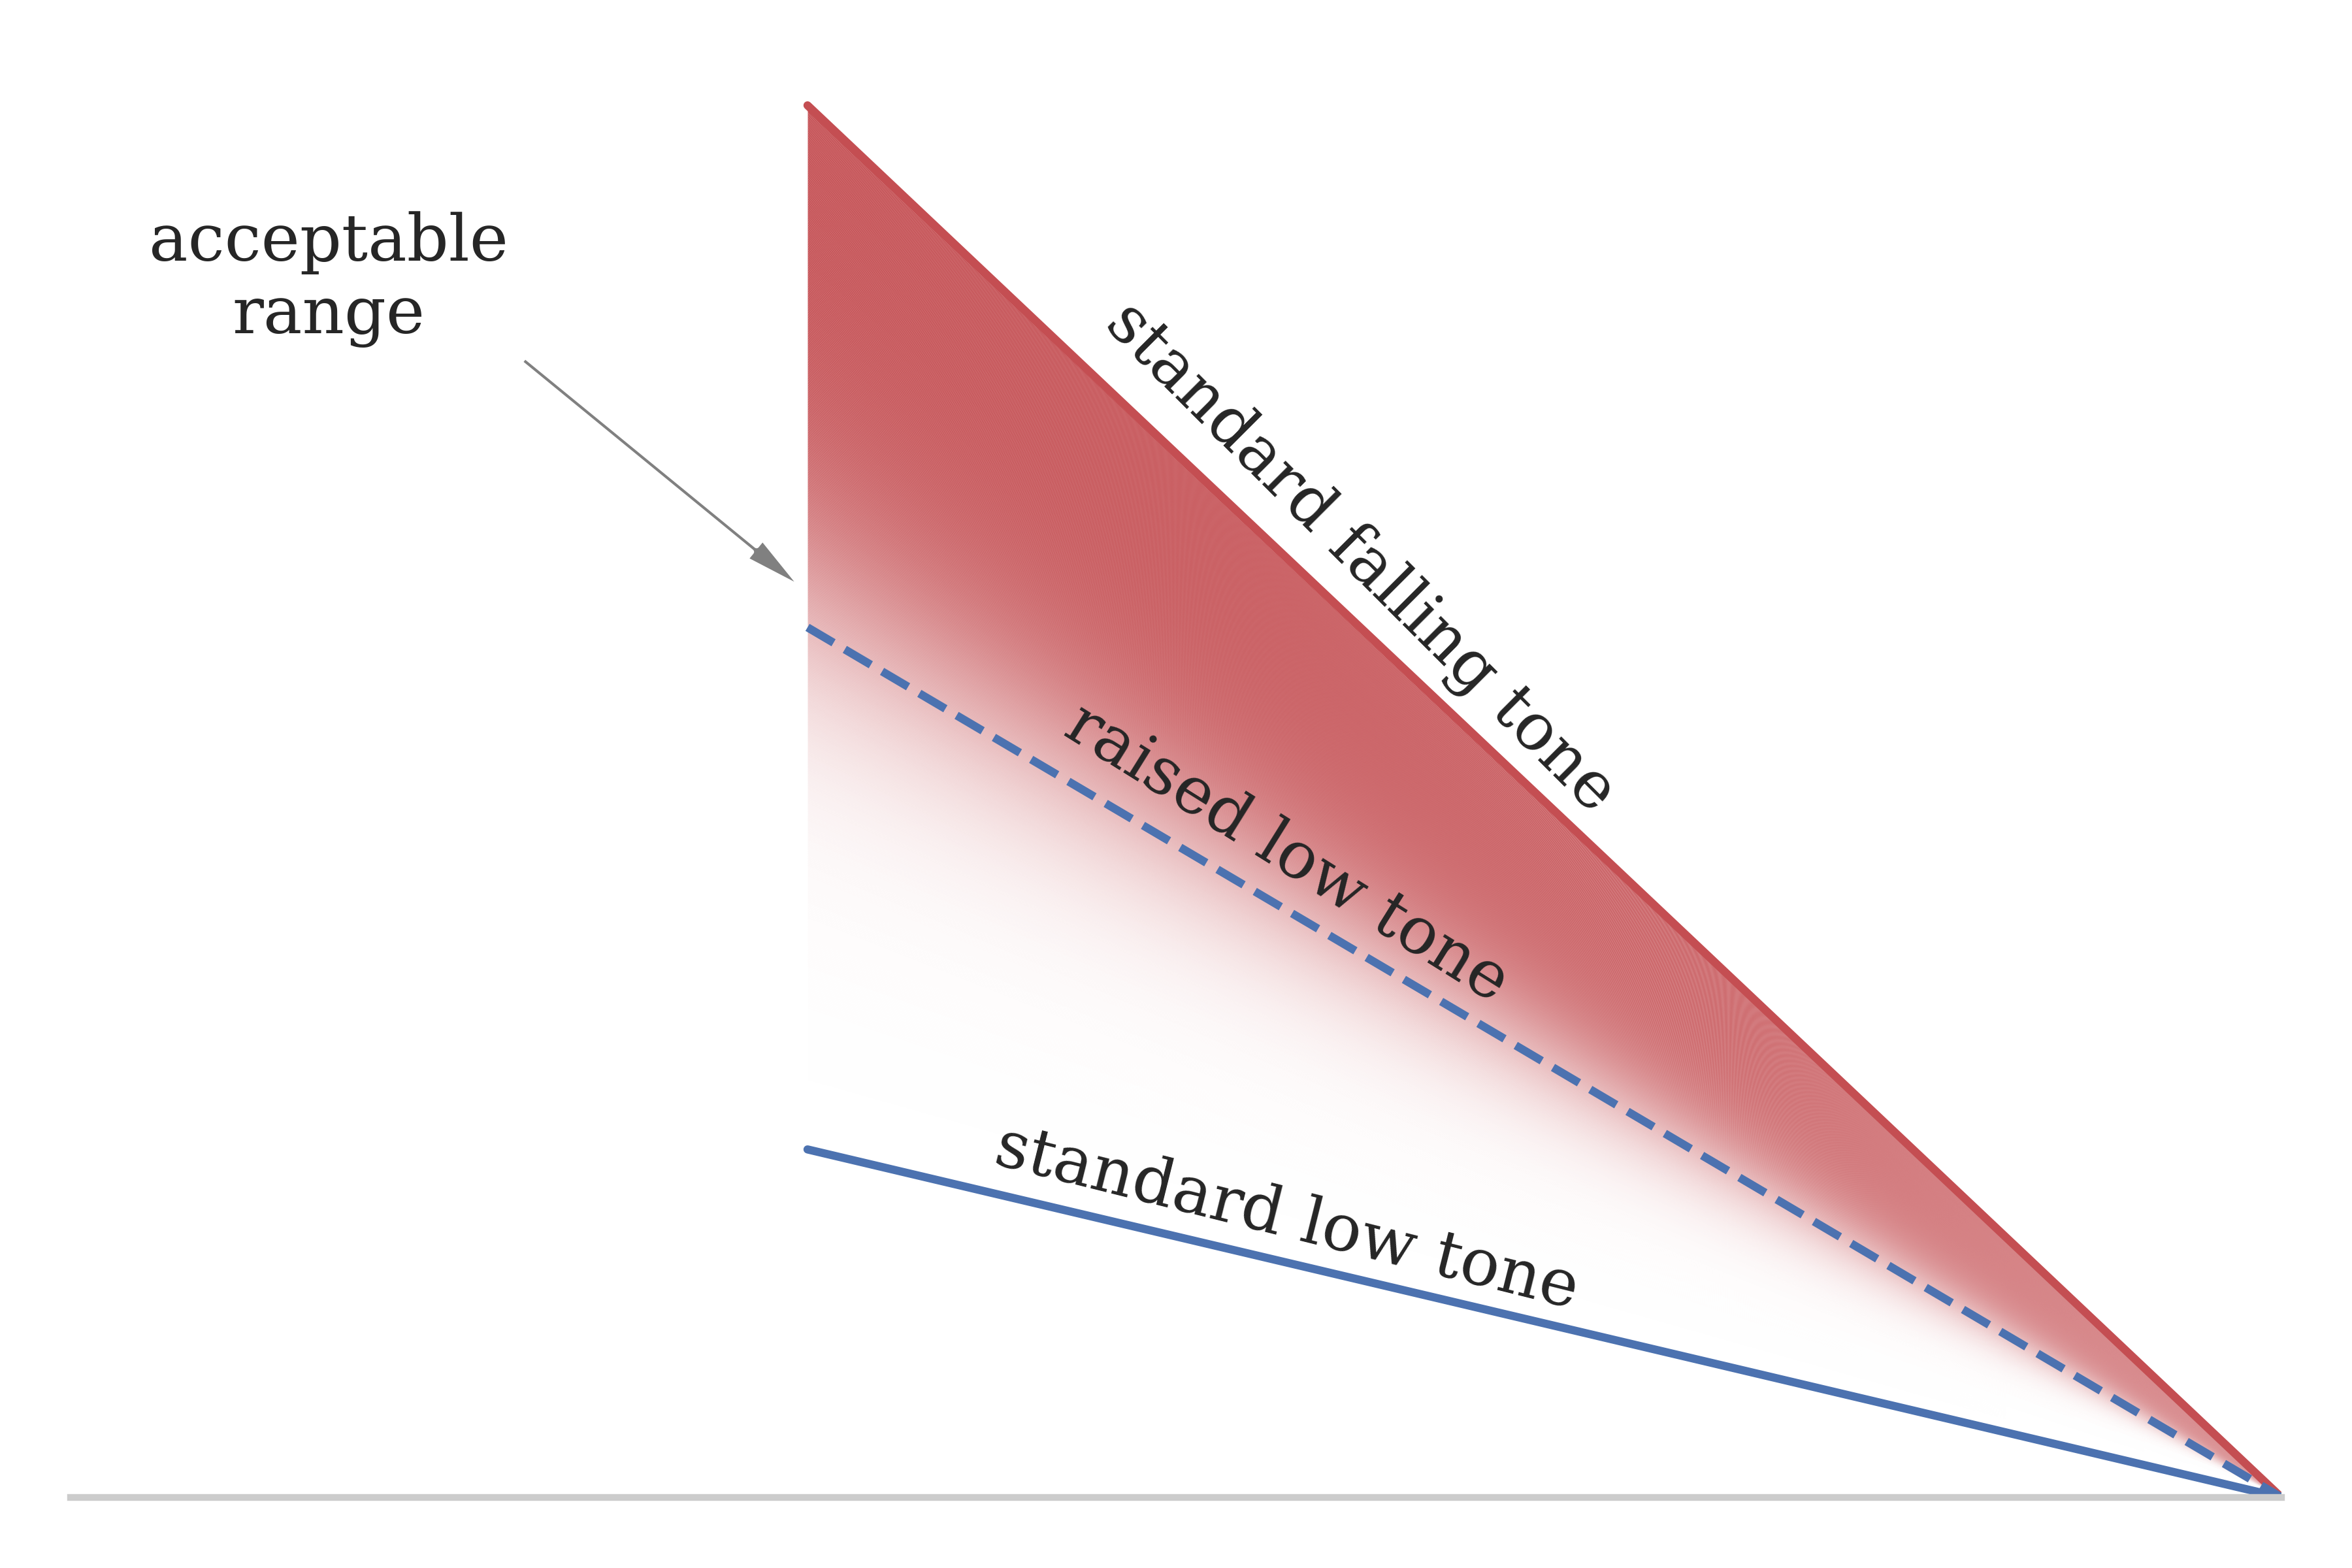 acceptable
range
standard falling tone
raised low tone
standard low tone